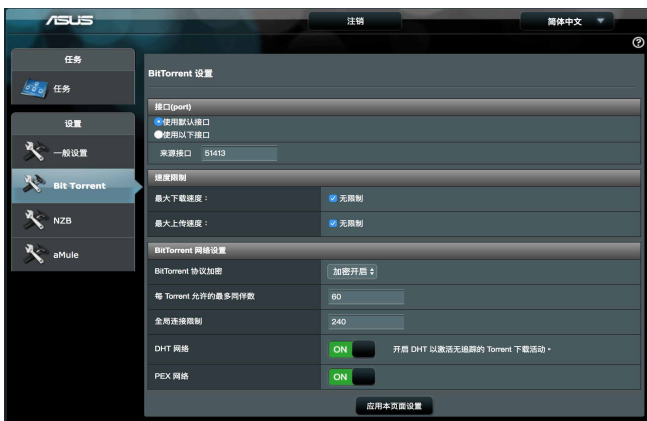 ASUS
注销
简体中文
任务
任务
设置
一般设置
Bit Torrent
NZB
aMule
BitTorrent 设置
接口(port)
使用默认接口
使用以下接口
来源接口 51413
速度限制
最大下载速度：
无限制
最大上传速度：
无限制
BitTorrent 网络设置
BitTorrent 协议加密
加密开启
每 Torrent 允许的最多同伴数
60
全局连接限制
240
DHT 网络
ON
开启 DHT 以激活无追踪的 Torrent 下载活动。
PEX 网络
ON
应用本页面设置